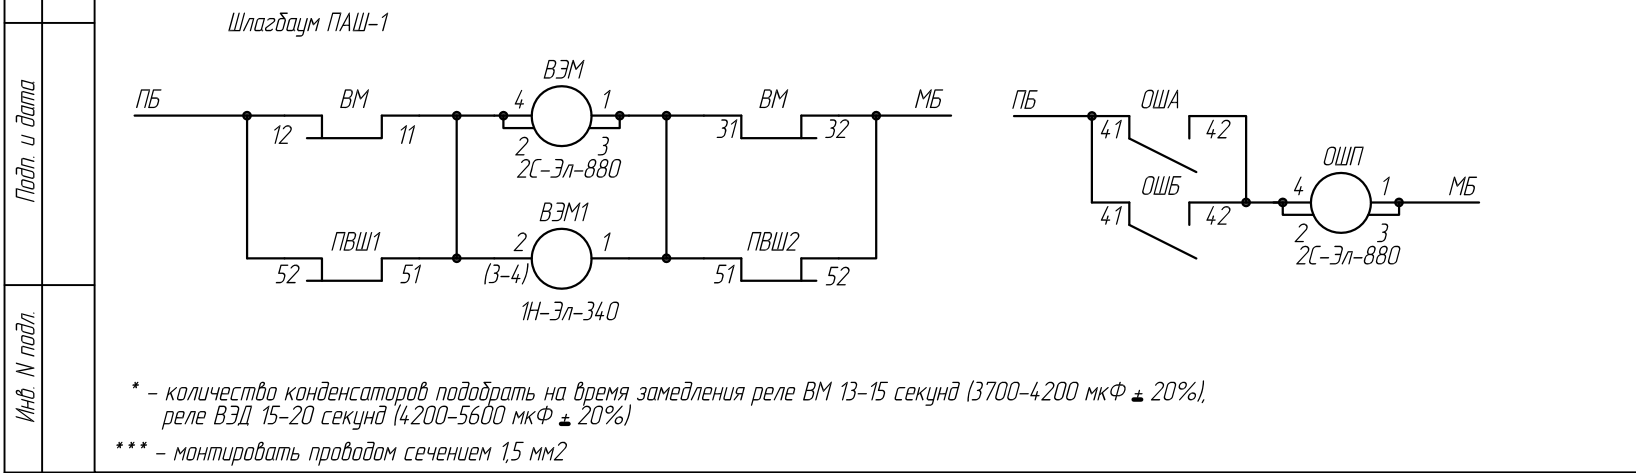 Шлагбаум ПАШ-1
ПБ
ВМ
12
11
4
ВЭМ
1
2
3
2С-Эл-880
ВМ
31
32
МБ
ПВШ1
52
51
ВЭМ1
2
1
(3-4)
1Н-Эл-340
ПВШ2
51
52
ПБ
ОША
41
42
ОШБ
41
42
ОШП
4
1
2
3
2С-Эл-880
МБ
* - количество конденсаторов подобрать на время замедления реле ВМ 13-15 секунд (3700-4200 мкФ ± 20%),
реле ВЭД 15-20 секунд (4200-5600 мкФ ± 20%)
*** - монтировать проводом сечением 1,5 мм2
Подп. и дата
Инв. N подл.